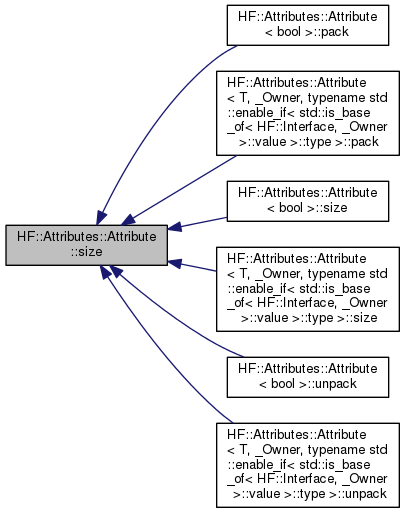 HF::Attributes::Attribute
::size
HF::Attributes::Attribute
< bool >::pack
HF::Attributes::Attribute
< T, _Owner, typename std
::enable_if< std::is_base
_of< HF::Interface, _Owner
>::value >::type >::pack
HF::Attributes::Attribute
< bool >::size
HF::Attributes::Attribute
< T, _Owner, typename std
::enable_if< std::is_base
_of< HF::Interface, _Owner
>::value >::type >::size
HF::Attributes::Attribute
< bool >::unpack
HF::Attributes::Attribute
< T, _Owner, typename std
::enable_if< std::is_base
_of< HF::Interface, _Owner
>::value >::type >::unpack